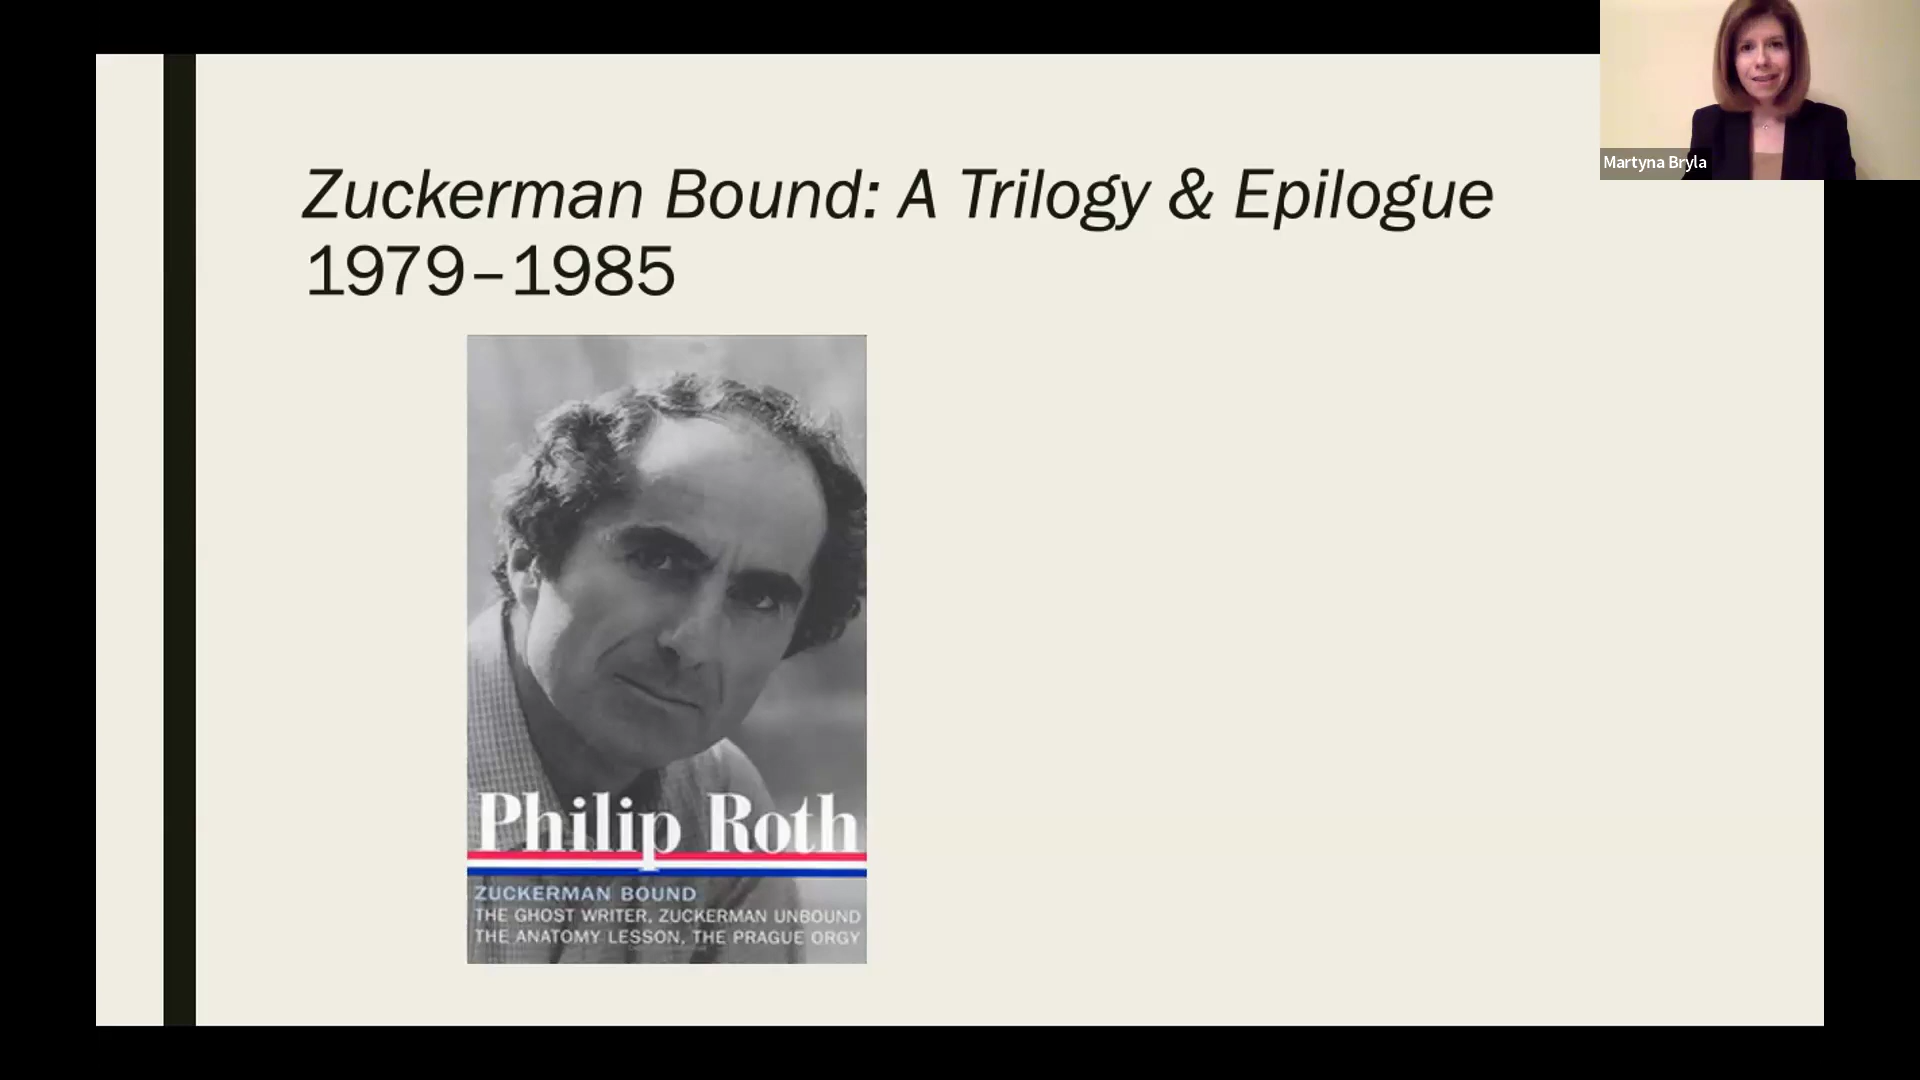 Zuckerman Bound: A Trilogy & Epilogue
1979–1985
Martyna Bryla
Philip Roth
ZUCKERMAN BOUND
THE GHOST WRITER, ZUCKERMAN UNBOUND
THE ANATOMY LESSON, THE PRAGUE ORGY